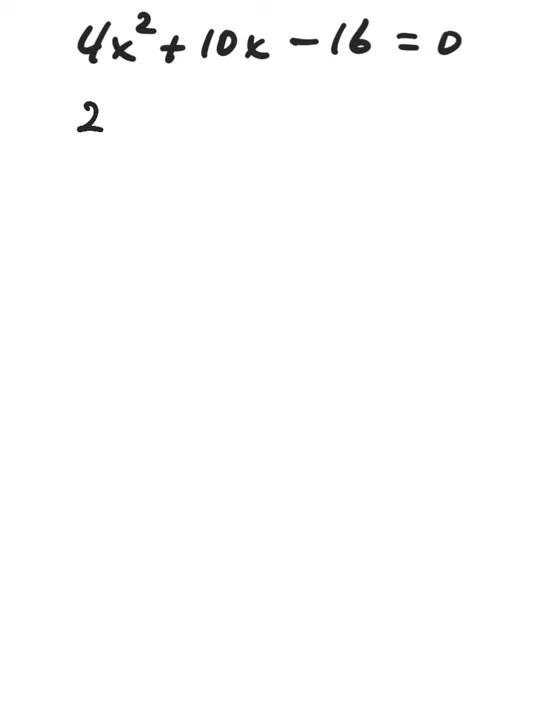 4x² + 10x − 16 = 0
2